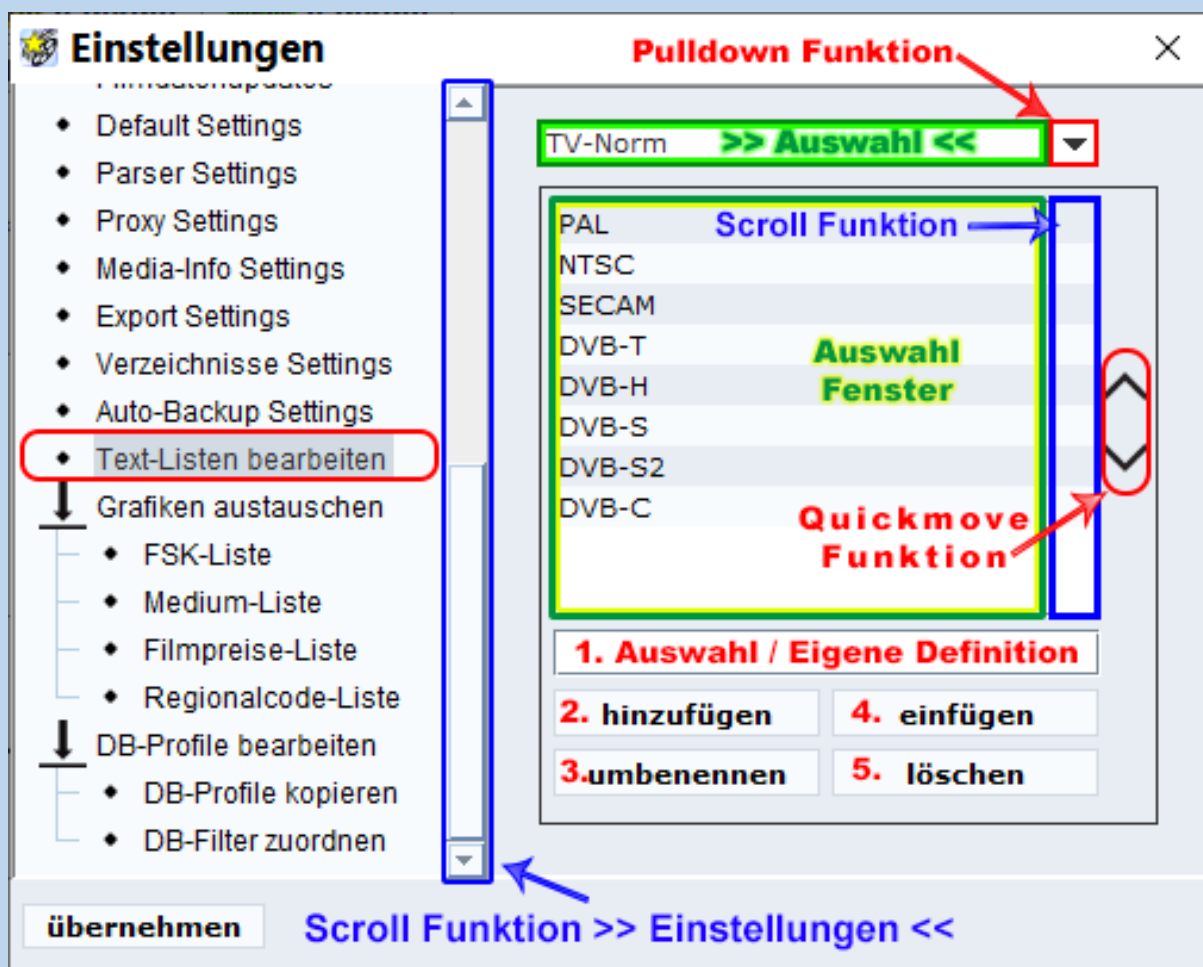 Einstellungen
Pulldown Funktion
Default Settings
Parser Settings
Proxy Settings
Media-Info Settings
Export Settings
Verzeichnisse Settings
Auto-Backup Settings
Text-Listen bearbeiten
Grafiken austauschen
FSK-Liste
Medium-Liste
Filmpreise-Liste
Regionalcode-Liste
DB-Profile bearbeiten
DB-Profile kopieren
DB-Filter zuordnen
TV-Norm >> Auswahl <<
PAL
Scroll Funktion
NTSC
SECAM
DVB-T
DVB-H
DVB-S
DVB-S2
DVB-C
Auswahl
Fenster
Quickmove
Funktion
1. Auswahl / Eigene Definition
2. hinzufügen
4. einfügen
3.umbenennen
5. löschen
übernehmen
Scroll Funktion >> Einstellungen <<